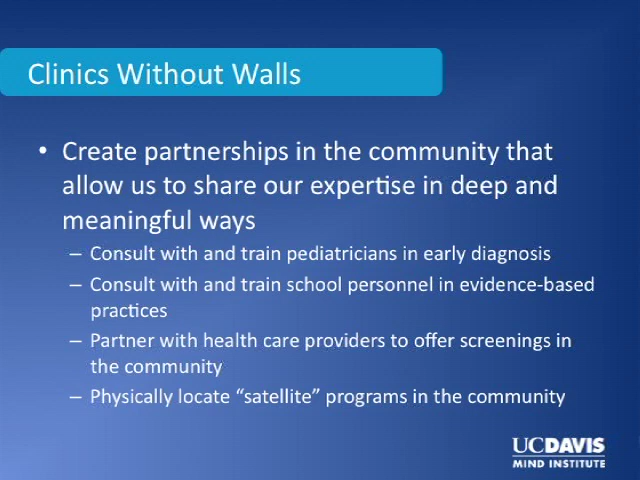 Clinics Without Walls
• Create partnerships in the community that
allow us to share our expertise in deep and
meaningful ways
– Consult with and train pediatricians in early diagnosis
– Consult with and train school personnel in evidence-based
practices
– Partner with health care providers to offer screenings in
the community
– Physically locate “satellite” programs in the community
UCDAVIS
MIND INSTITUTE